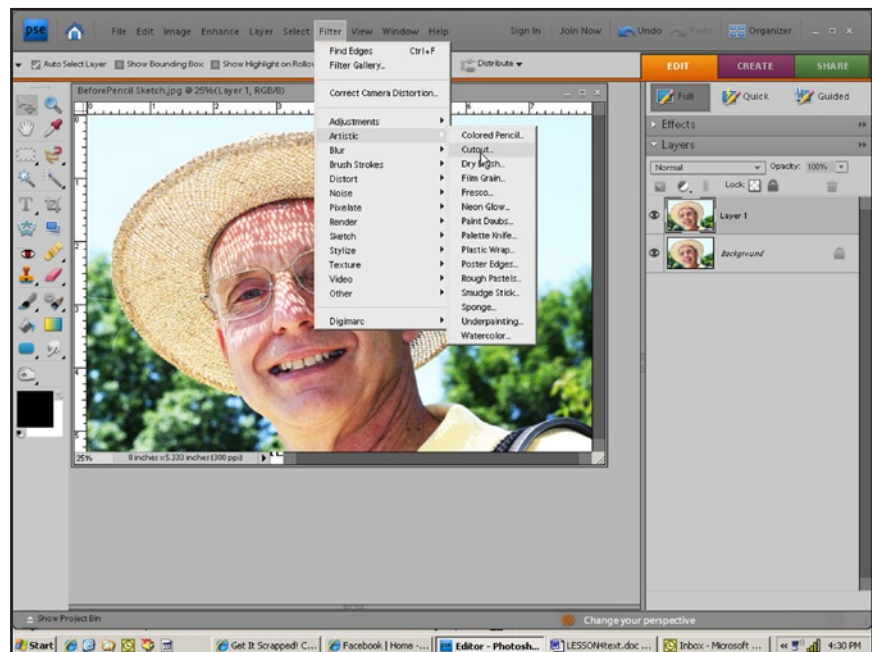 pse File Edit Image Enhance Layer Select Filter View Window Help Sign In Join Now Undo Redo Organizer
Auto Select Layer Show Bounding Box Show Highlight on Rollov Distribute
EDIT CREATE SHARE
Find Edges Ctrl+F
Filter Gallery...
Correct Camera Distortion...
Adjustments
Artistic
Blur
Brush Strokes
Distort
Noise
Pixelate
Render
Sketch
Stylize
Texture
Video
Other
Digimarc
Colored Pencil...
Cutout...
Dry Brush...
Film Grain...
Fresco...
Neon Glow...
Paint Daubs...
Palette Knife...
Plastic Wrap...
Poster Edges...
Rough Pastels...
Smudge Stick...
Sponge...
Underpainting...
Watercolor...
BeforePencil Sketch.jpg @ 25% (Layer 1, RGB/8)
0 1 2 3 6 7
25% 8 inches x 5.333 inches (300 ppi)
Full Quick Guided
Effects
Layers
Normal Opacity: 100%
Lock:
Layer 1
Background
Show Project Bin
Change your perspective
Start Get It Scrapped! C... Facebook | Home -... Editor - Photosh... LESSON4text.doc ... Inbox - Microsoft ... 4:30 PM